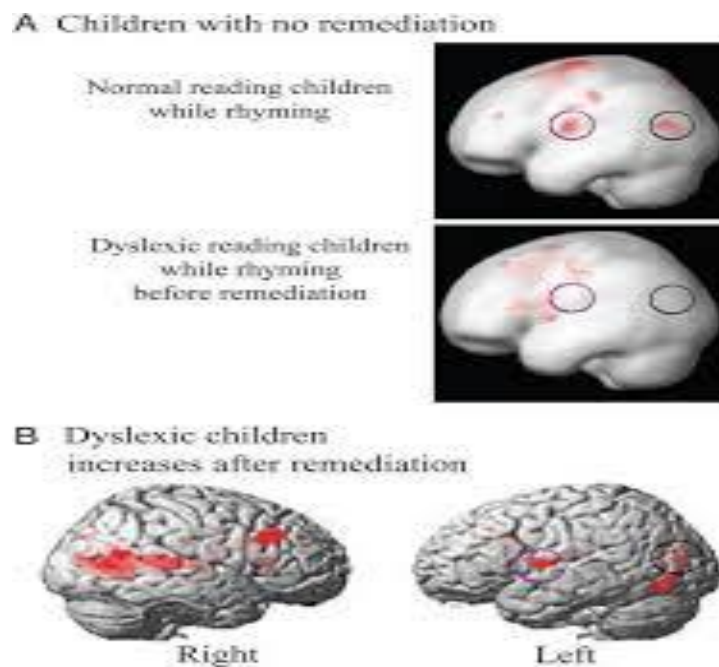 A Children with no remediation
Normal reading children
while rhyming
Dyslexic reading children
while rhyming
before remediation
B Dyslexic children
increases after remediation
Right
Left